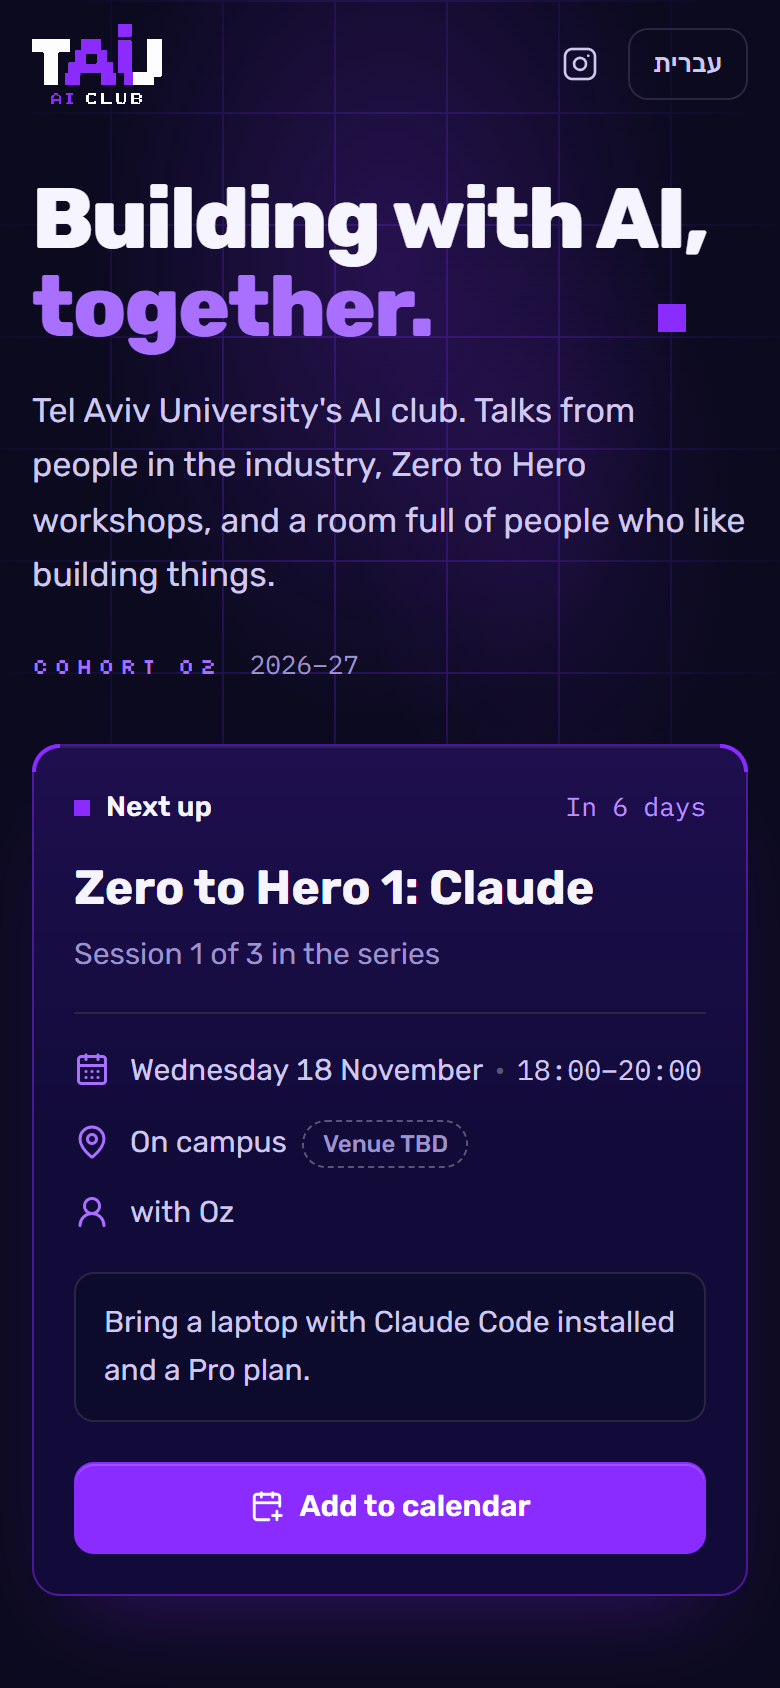 TAIU
AI CLUB
עברית
Building with AI,
together.
Tel Aviv University's AI club. Talks from
people in the industry, Zero to Hero
workshops, and a room full of people who like
building things.
COHORT 02 2026–27
Next up
In 6 days
Zero to Hero 1: Claude
Session 1 of 3 in the series
Wednesday 18 November • 18:00–20:00
On campus Venue TBD
with Oz
Bring a laptop with Claude Code installed
and a Pro plan.
Add to calendar